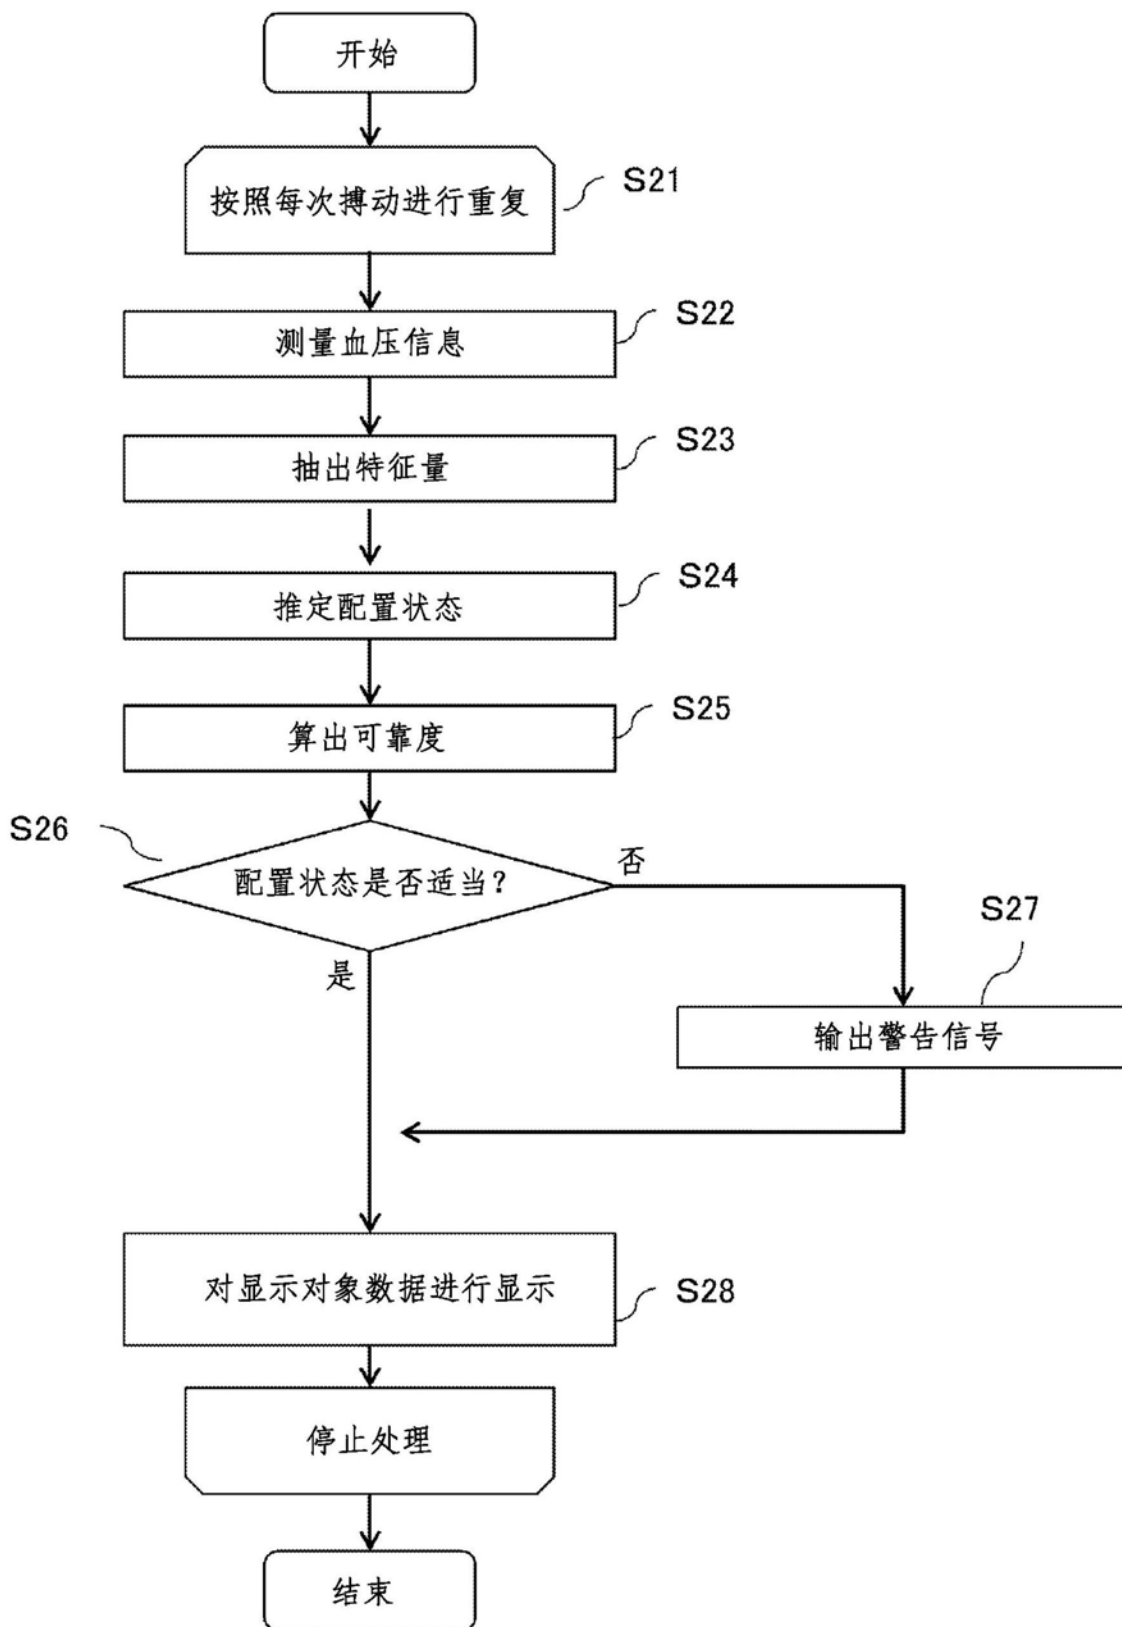 开始
按照每次搏动进行重复
S21
测量血压信息
S22
抽出特征量
S23
推定配置状态
S24
算出可靠度
S25
S26
配置状态是否适当?
否
是
S27
输出警告信号
对显示对象数据进行显示
S28
停止处理
结束